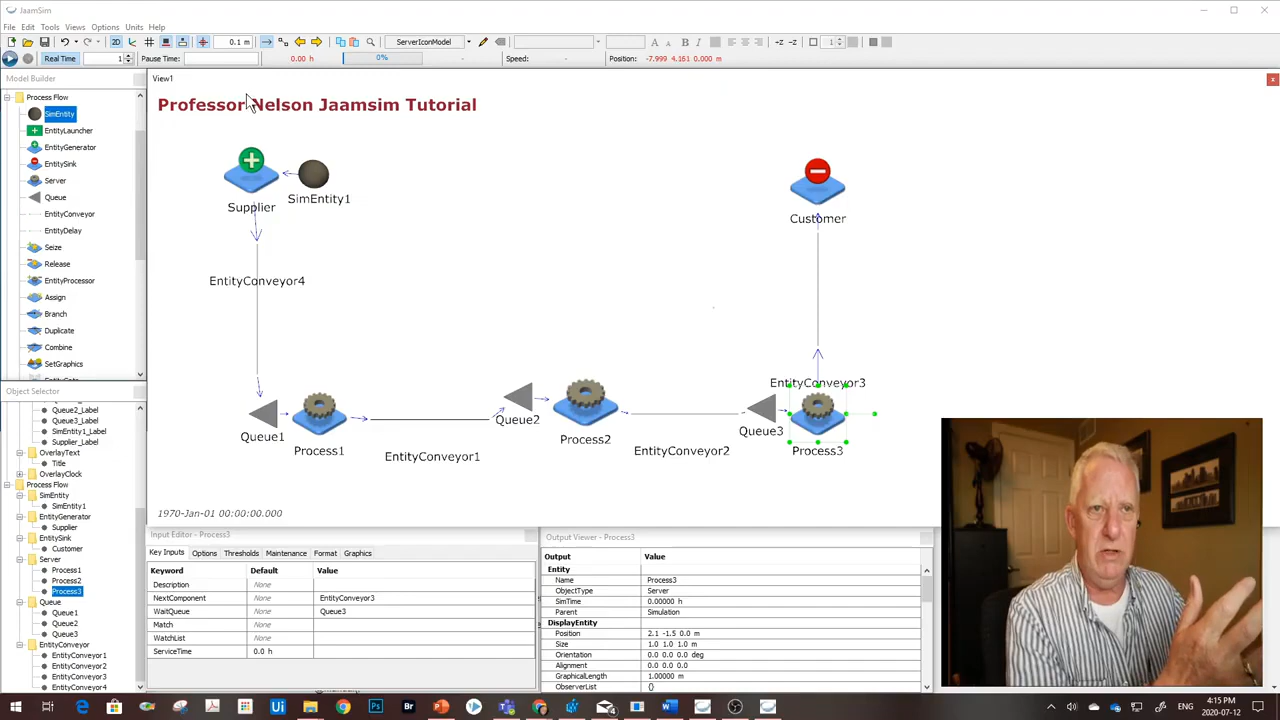 JaamSim
File Edit Tools Views Options Units Help
2D 0.1 m ServerIconModel A A B I +Z -Z 1
Real Time 1 Pause Time: 0.00 h 0% - Speed: - Position: -7.999 4.161 0.000 m
Model Builder
Process Flow
SimEntity
EntityLauncher
EntityGenerator
EntitySink
Server
Queue
EntityConveyor
EntityDelay
Seize
Release
EntityProcessor
Assign
Branch
Duplicate
Combine
SetGraphics
Object Selector
Queue2_Label
Queue3_Label
SimEntity1_Label
Supplier_Label
OverlayText
Title
OverlayClock
Process Flow
SimEntity
SimEntity1
EntityGenerator
Supplier
EntitySink
Customer
Server
Process1
Process2
Process3
Queue
Queue1
Queue2
Queue3
EntityConveyor
EntityConveyor1
EntityConveyor2
EntityConveyor3
EntityConveyor4
View1 x
Professor Nelson Jaamsim Tutorial
Supplier
SimEntity1
Customer
EntityConveyor4
EntityConveyor3
Queue1
Process1
EntityConveyor1
Queue2
Process2
EntityConveyor2
Queue3
Process3
1970-Jan-01 00:00:00.000
Input Editor - Process3
Key Inputs Options Thresholds Maintenance Format Graphics
Keyword Default Value
Description None
NextComponent None EntityConveyor3
WaitQueue None Queue3
Match None
WatchList None
ServiceTime 0.0 h
Output Viewer - Process3
Output Value
Entity
Name Process3
ObjectType Server
SimTime 0.00000 h
Parent Simulation
DisplayEntity
Position 2.1 -1.5 0.0 m
Size 1.0 1.0 1.0 m
Orientation 0.0 0.0 0.0 deg
Alignment 0.0 0.0 0.0
GraphicalLength 1.00000 m
ObserverList {}
Ui Ps Br ENG 4:15 PM
2020-07-12